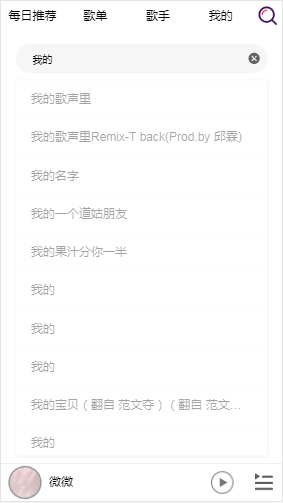 每日推荐 歌单 歌手 我的
我的
我的歌声里
我的歌声里Remix-T back(Prod.by 邱霖)
我的名字
我的一个道姑朋友
我的果汁分你一半
我的
我的
我的
我的宝贝（翻自 范文夺）（翻自 范文...
我的
微微